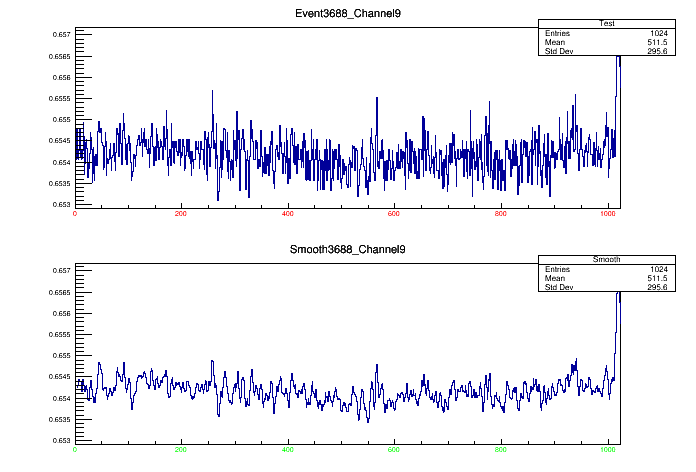 Event3688_Channel9
Test
Entries 1024
Mean 511.5
Std Dev 295.6
0.657
0.6565
0.656
0.6555
0.655
0.6545
0.654
0.6535
0.653
0 200 400 600 800 1000
Smooth3688_Channel9
Smooth
Entries 1024
Mean 511.5
Std Dev 295.6
0.657
0.6565
0.656
0.6555
0.655
0.6545
0.654
0.6535
0.653
0 200 400 600 800 1000